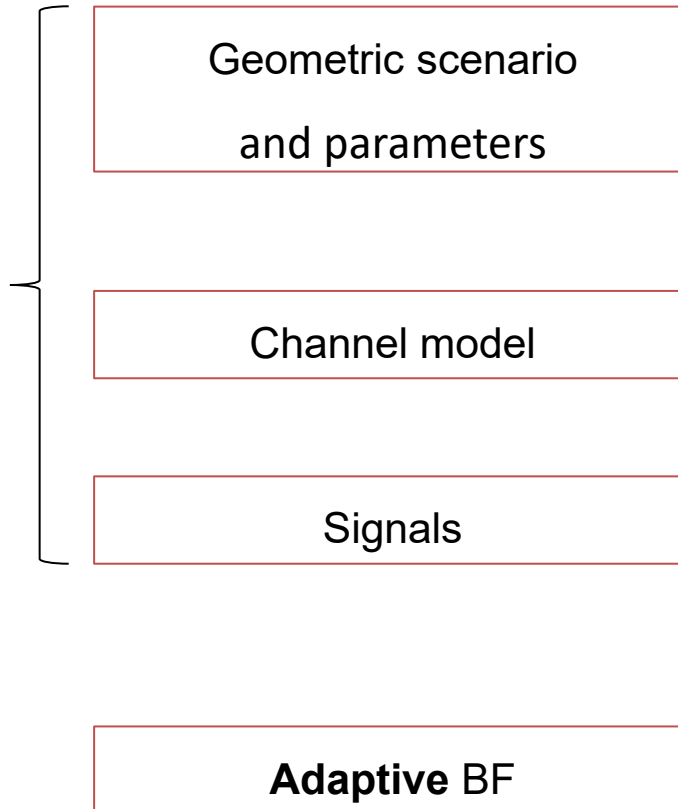 Geometric scenario
and parameters
Channel model
Signals
Adaptive BF